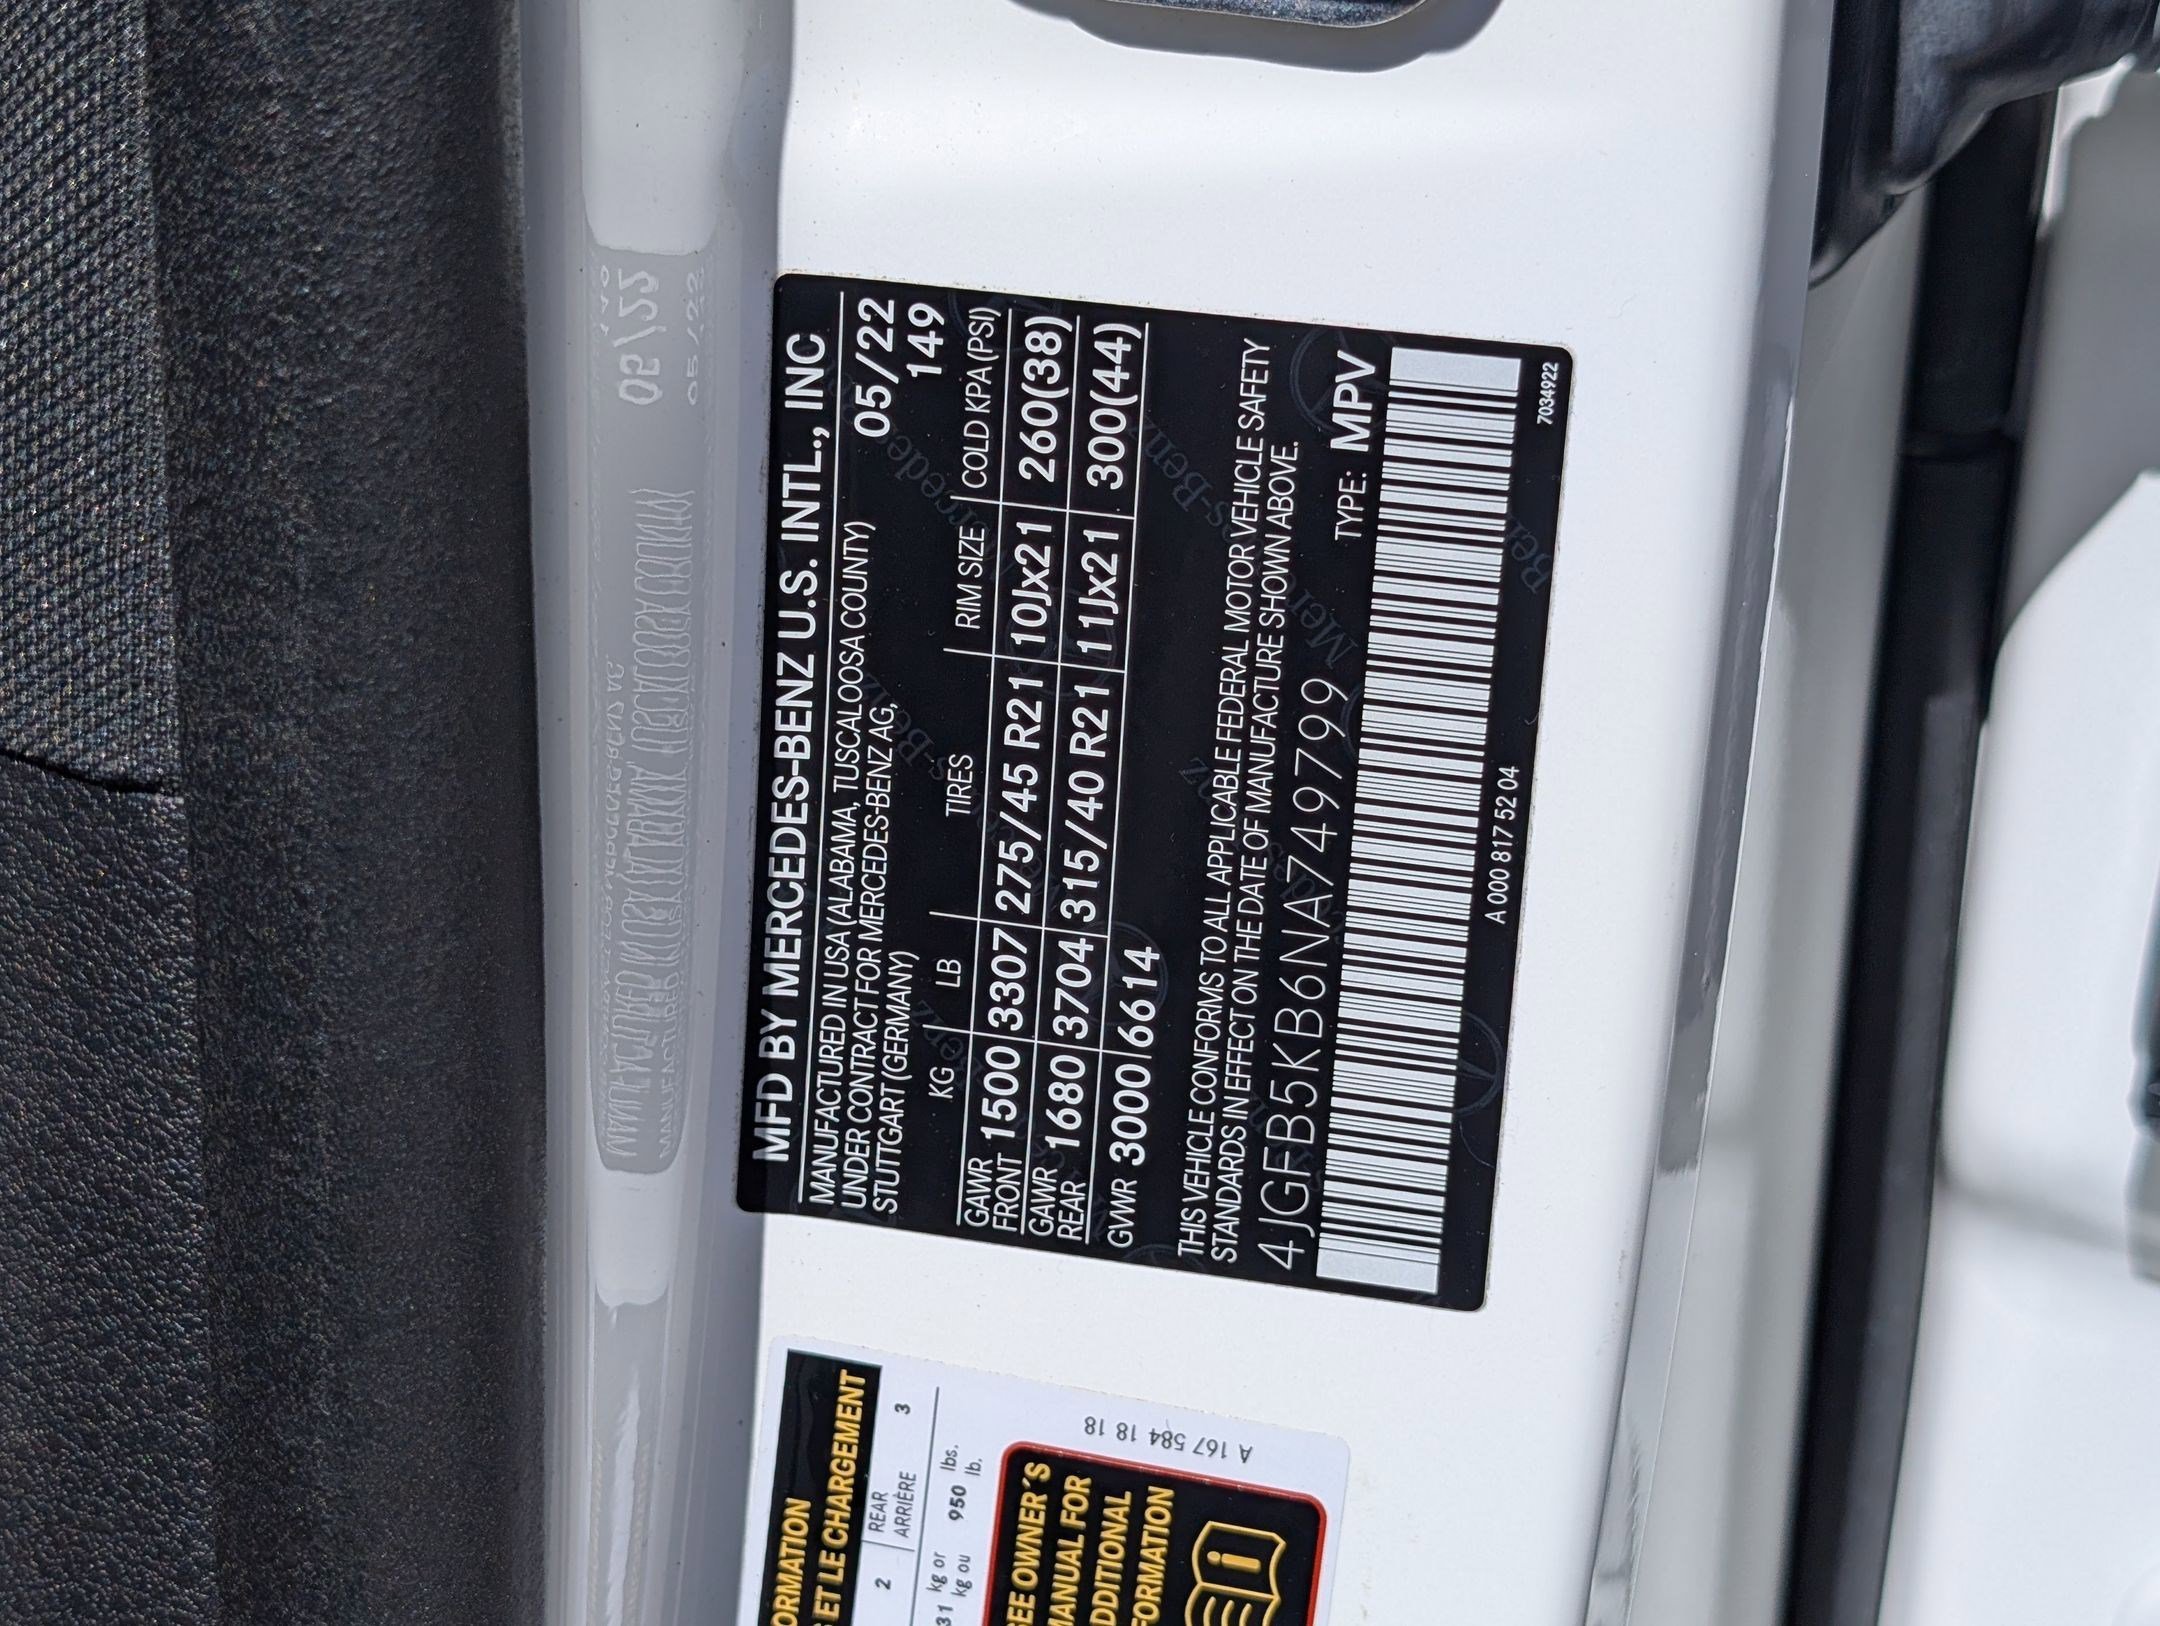 MFD BY MERCEDES-BENZ U.S. INTL., INC
MANUFACTURED IN USA (ALABAMA, TUSCALOOSA COUNTY) 05/22
UNDER CONTRACT FOR MERCEDES-BENZ AG, 149
STUTTGART (GERMANY)
KG LB TIRES RIM SIZE COLD KPA(PSI)
GAWR FRONT 1500 3307 275/45 R21 10Jx21 260(38)
GAWR REAR 1680 3704 315/40 R21 11Jx21 300(44)
GVWR 3000 6614
THIS VEHICLE CONFORMS TO ALL APPLICABLE FEDERAL MOTOR VEHICLE SAFETY
STANDARDS IN EFFECT ON THE DATE OF MANUFACTURE SHOWN ABOVE.
4JGFB5KB6NA749799 TYPE: MPV
A 000 817 52 04 7034922
ORMATION
ET LE CHARGEMENT
2 REAR 3
ARRIÈRE
31 kg or 950 lbs.
kg ou lb.
SEE OWNER'S
MANUAL FOR
ADDITIONAL
FORMATION
i
A 167 584 18 18